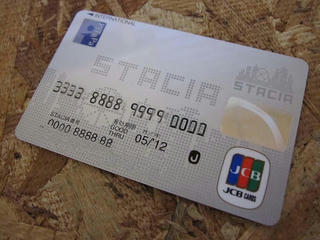 INTERNATIONAL
STACIA
STACIA
3333 8888 9999 0000
STACIA番号
0000 8888 88
有効期限
GOOD
THRU
05/12
JCB
JCB CARDS